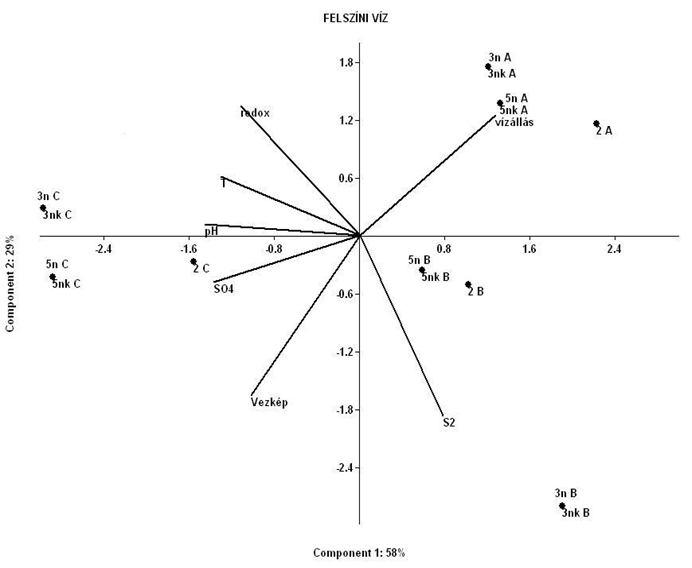 FELSZÍNI VÍZ
1.8
3n A
3nk A
redox
5n A
5nk A
vízállás
1.2
2 A
T
0.6
3n C
3nk C
pH
-2.4
-1.6
-0.8
0.8
1.6
2.4
5n C
5nk C
2 C
SO4
5n B
5nk B
2 B
-0.6
-1.2
Vezkép
-1.8
S2
-2.4
3n B
3nk B
Component 2: 29%
Component 1: 58%